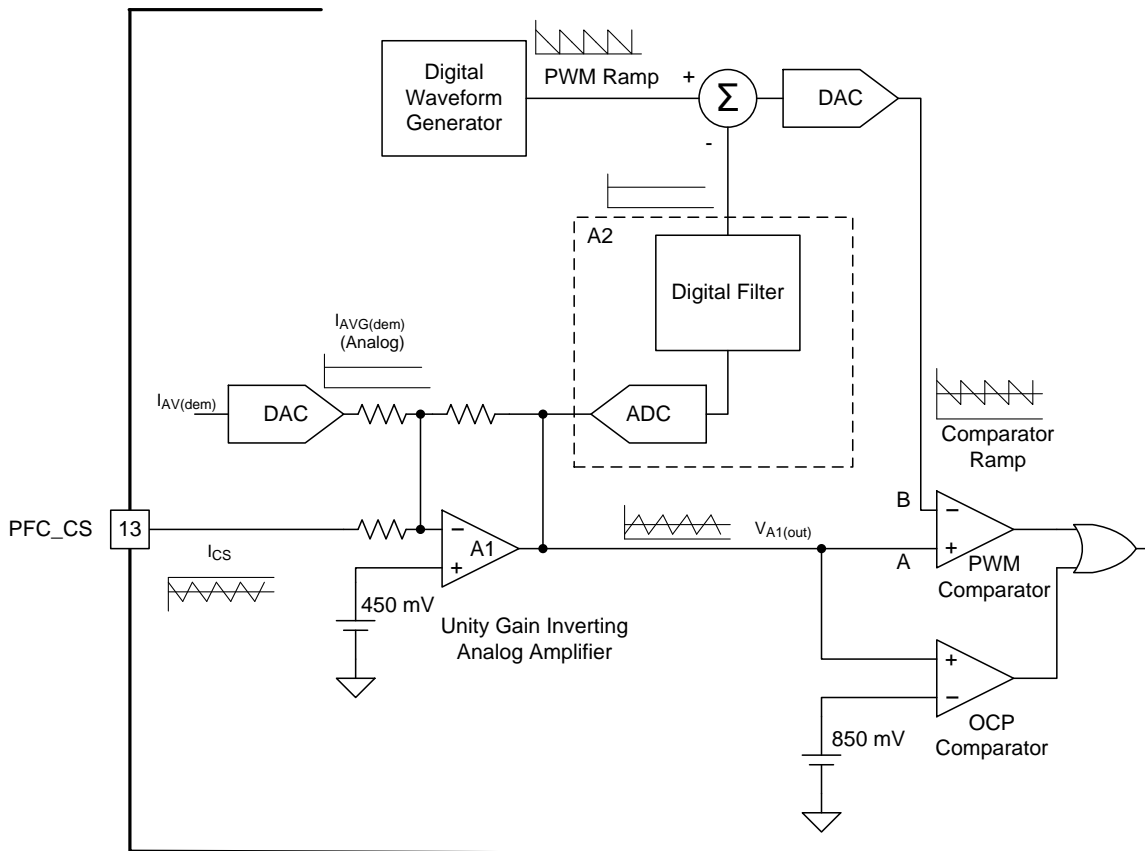 Digital
Waveform
Generator
PWM Ramp
+
Σ
-
DAC
A2
Digital Filter
ADC
IAVG(dem)
(Analog)
IAV(dem)
DAC
Comparator
Ramp
PFC_CS
13
ICS
−
A1
+
450 mV
Unity Gain Inverting
Analog Amplifier
VA1(out)
B
A
−
+
PWM
Comparator
+
−
OCP
Comparator
850 mV